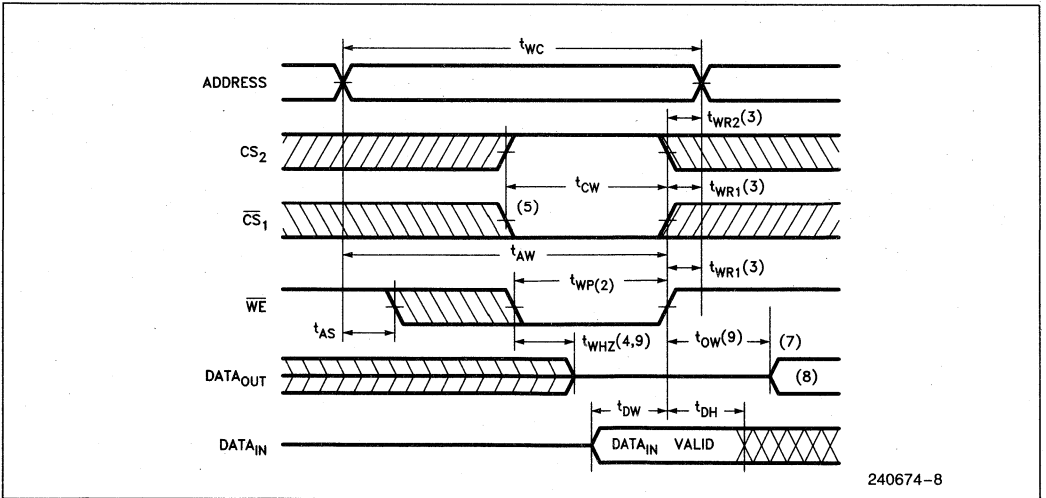 tWC
ADDRESS
tWR2(3)
CS2
tCW
tWR1(3)
(5)
CS1
tAW
tWR1(3)
tWP(2)
WE
tAS
tWHZ(4,9)
tOW(9)
(7)
DATAOUT
(8)
tDW
tDH
DATAIN
DATAIN VALID
240674-8